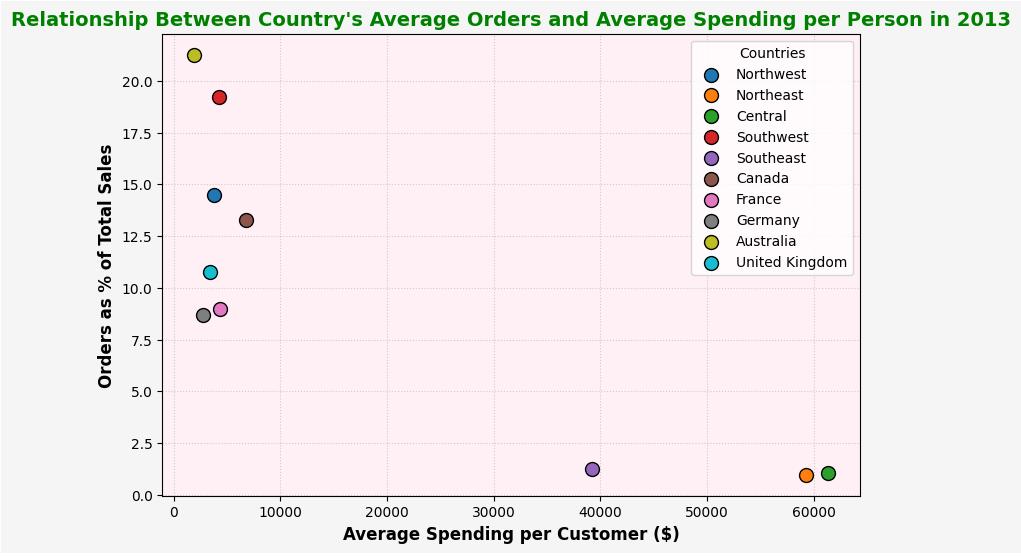 Relationship Between Country's Average Orders and Average Spending per Person in 2013
Orders as % of Total Sales
20.0
17.5
15.0
12.5
10.0
7.5
5.0
2.5
0.0
Countries
Northwest
Northeast
Central
Southwest
Southeast
Canada
France
Germany
Australia
United Kingdom
0 10000 20000 30000 40000 50000 60000
Average Spending per Customer ($)